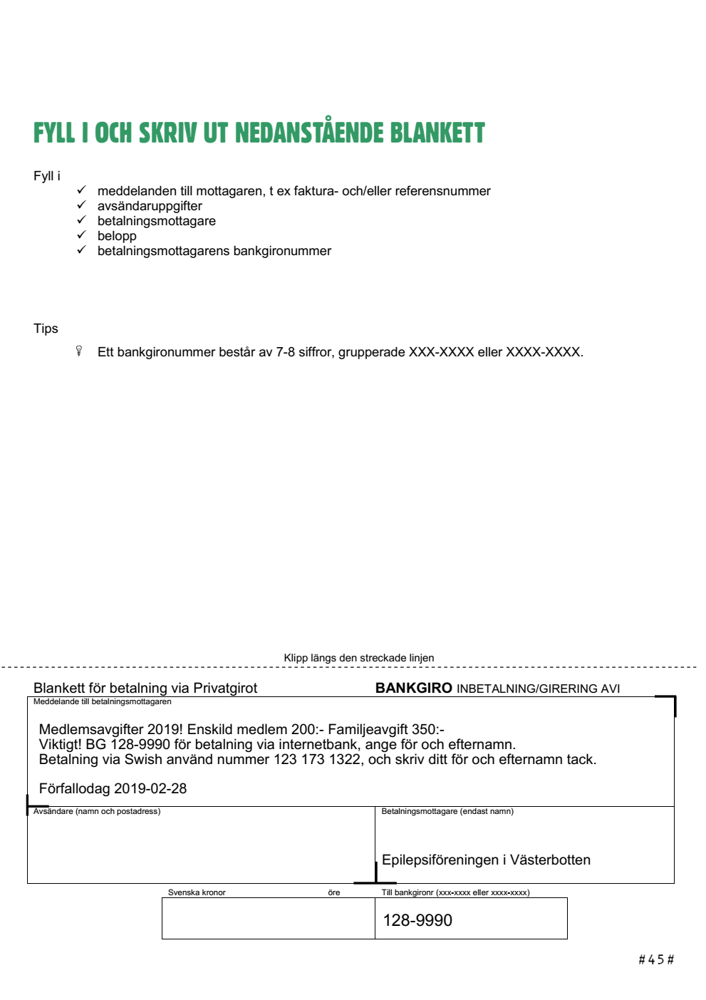 FYLL I OCH SKRIV UT NEDANSTÅENDE BLANKETT
Fyll i
✓ meddelanden till mottagaren, t ex faktura- och/eller referensnummer
✓ avsändaruppgifter
✓ betalningsmottagare
✓ belopp
✓ betalningsmottagarens bankgironummer
Tips
Ett bankgironummer består av 7-8 siffror, grupperade XXX-XXXX eller XXXX-XXXX.
Klipp längs den streckade linjen
Blankett för betalning via Privatgirot
BANKGIRO INBETALNING/GIRERING AVI
Meddelande till betalningsmottagaren
Medlemsavgifter 2019! Enskild medlem 200:- Familjeavgift 350:-
Viktigt! BG 128-9990 för betalning via internetbank, ange för och efternamn.
Betalning via Swish använd nummer 123 173 1322, och skriv ditt för och efternamn tack.
Förfallodag 2019-02-28
Avsändare (namn och postadress)
Betalningsmottagare (endast namn)
Epilepsiföreningen i Västerbotten
Svenska kronor
öre
Till bankgironr (xxx-xxxx eller xxxx-xxxx)
128-9990
#45#